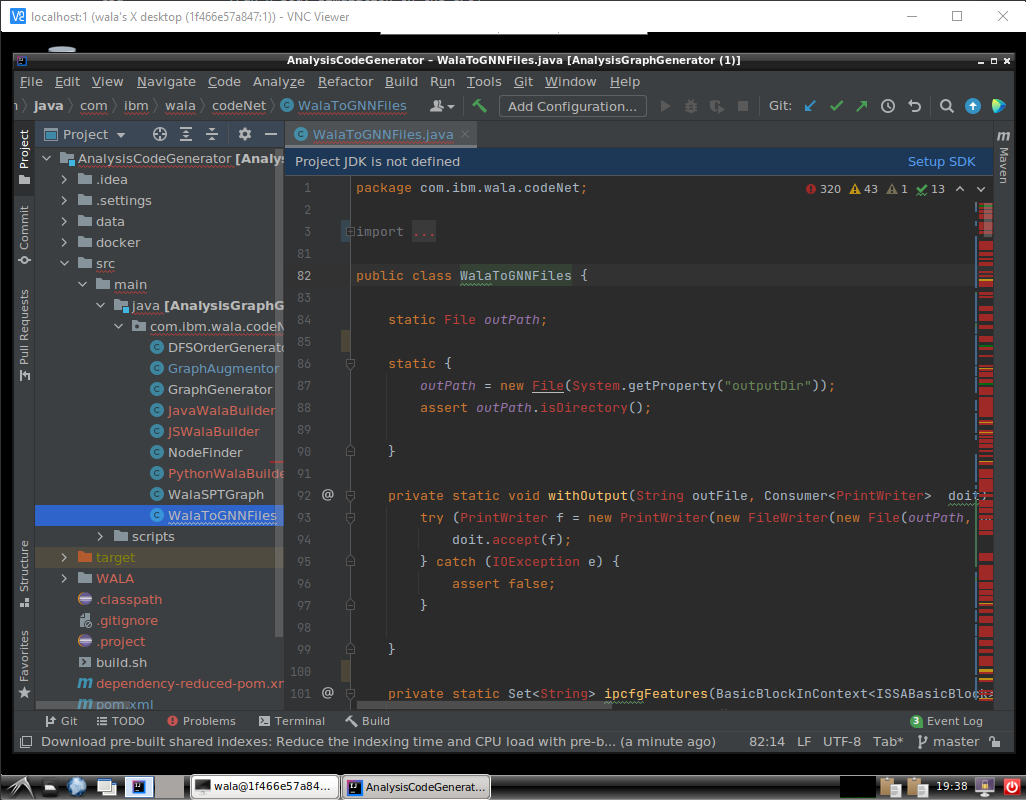 localhost:1 (wala's X desktop (1f466e57a847:1)) - VNC Viewer
AnalysisCodeGenerator - WalaToGNNFiles.java [AnalysisGraphGenerator (1)]
File Edit View Navigate Code Analyze Refactor Build Run Tools Git Window Help
java com ibm wala codeNet WalaToGNNFiles Add Configuration... Git:
Project WalaToGNNFiles.java
Project JDK is not defined Setup SDK
Project
Commit
Pull Requests
Structure
Favorites
Maven
AnalysisCodeGenerator [Analys
.idea
.settings
data
docker
src
main
java [AnalysisGraphG
com.ibm.wala.codeN
DFSOrderGenerato
GraphAugmentor
GraphGenerator
JavaWalaBuilder
JSWalaBuilder
NodeFinder
PythonWalaBuilde
WalaSPTGraph
WalaToGNNFiles
scripts
target
WALA
.classpath
.gitignore
.project
build.sh
dependency-reduced-pom.xm
pom.xml
320 43 1 13
1 package com.ibm.wala.codeNet;
2
3 import ...
81
82 public class WalaToGNNFiles {
83
84 static File outPath;
85
86 static {
87 outPath = new File(System.getProperty("outputDir"));
88 assert outPath.isDirectory();
89
90 }
91
92 @ private static void withOutput(String outFile, Consumer<PrintWriter> doit)
93 try (PrintWriter f = new PrintWriter(new FileWriter(new File(outPath, ...
94 doit.accept(f);
95 } catch (IOException e) {
96 assert false;
97 }
98
99 }
100
101 @ private static Set<String> ipcfgFeatures(BasicBlockInContext<ISSABasicBlock
Git TODO Problems Terminal Build 3 Event Log
Download pre-built shared indexes: Reduce the indexing time and CPU load with pre-b... (a minute ago) 82:14 LF UTF-8 Tab* master
wala@1f466e57a84... AnalysisCodeGenerat... 19:38